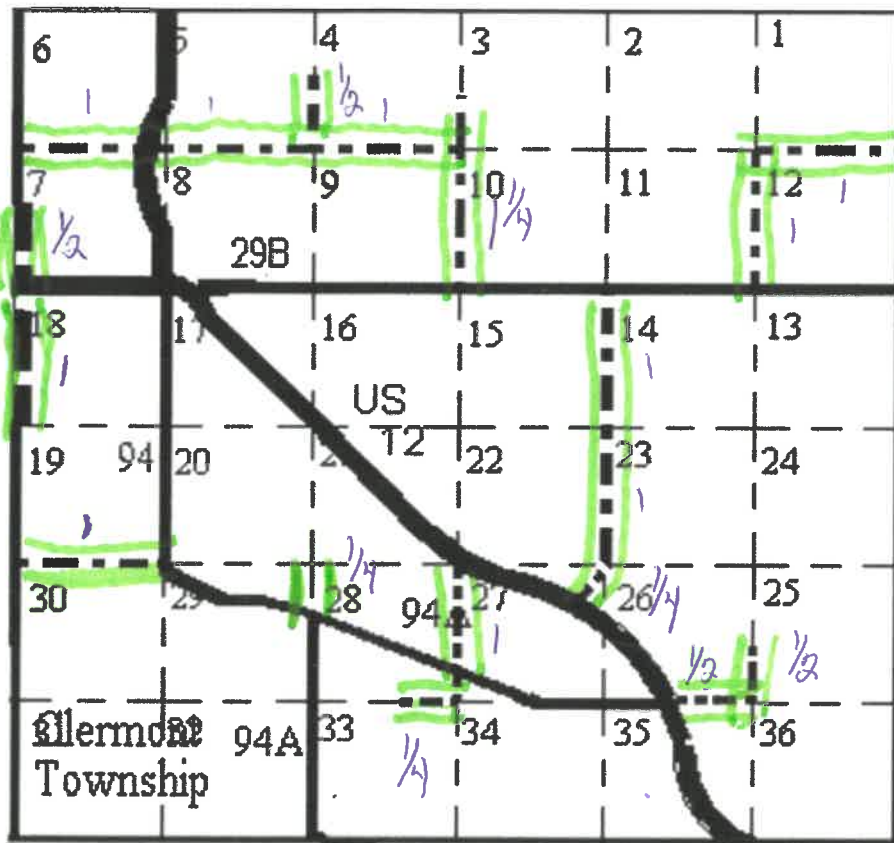 6 5 4 3 2 1
1 1 ½ 1
7 8 9 10 11 12
½ 1¼ 1 1
29B
18 17 16 15 14 13
1 1
US
12
19 94 20 22 23 24
1 1
30 29 28 94A 27 26 25
¼ 1 ¼
½ ½
33 34 35 36
Clermont 94A
Township
¼